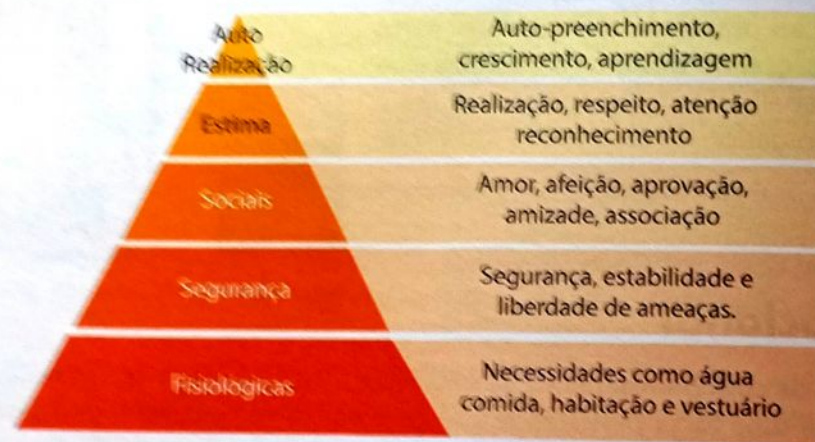 Auto
Realização
Auto-preenchimento,
crescimento, aprendizagem
Estima
Realização, respeito, atenção
reconhecimento
Sociais
Amor, afeição, aprovação,
amizade, associação
Segurança
Segurança, estabilidade e
liberdade de ameaças.
Fisiológicas
Necessidades como água
comida, habitação e vestuário